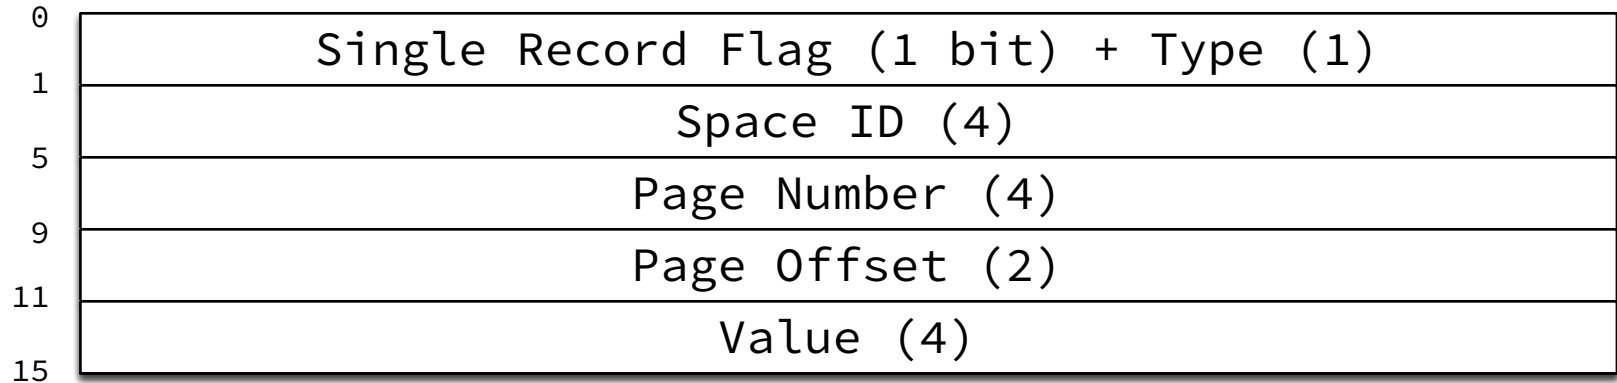 0
Single Record Flag (1 bit) + Type (1)
1
Space ID (4)
5
Page Number (4)
9
Page Offset (2)
11
Value (4)
15